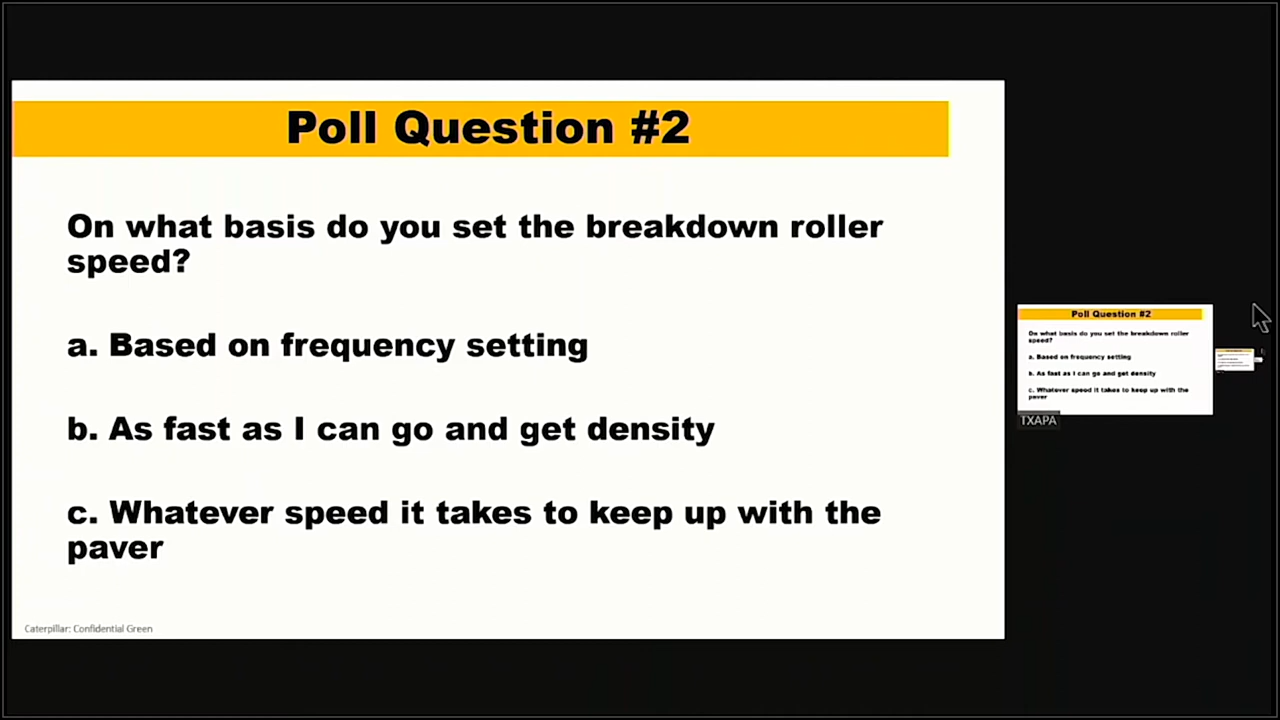 Poll Question #2
On what basis do you set the breakdown roller
speed?
a. Based on frequency setting
b. As fast as I can go and get density
c. Whatever speed it takes to keep up with the
paver
Caterpillar: Confidential Green
Poll Question #2
On what basis do you set the breakdown roller
speed?
a. Based on frequency setting
b. As fast as I can go and get density
c. Whatever speed it takes to keep up with the
paver
TXAPA